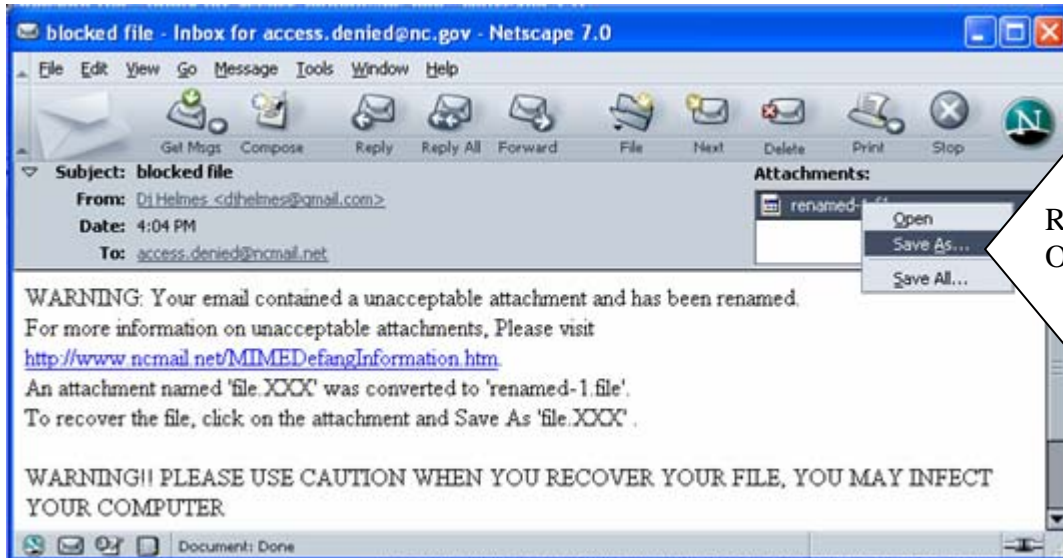 blocked file - Inbox for access.denied@nc.gov - Netscape 7.0
File Edit View Go Message Tools Window Help
Get Msgs Compose Reply Reply All Forward File Next Delete Print Stop
N
Subject: blocked file
From: Dj Helmes <djhelmes@gmail.com>
Date: 4:04 PM
To: access.denied@ncmail.net
Attachments:
Open
Save As...
Save All...
WARNING: Your email contained a unacceptable attachment and has been renamed.
For more information on unacceptable attachments, Please visit
http://www.ncmail.net/MIMEDefangInformation.htm.
An attachment named 'file.XXX' was converted to 'renamed-1.file'.
To recover the file, click on the attachment and Save As 'file.XXX' .
WARNING!! PLEASE USE CAUTION WHEN YOU RECOVER YOUR FILE, YOU MAY INFECT
YOUR COMPUTER
Document: Done